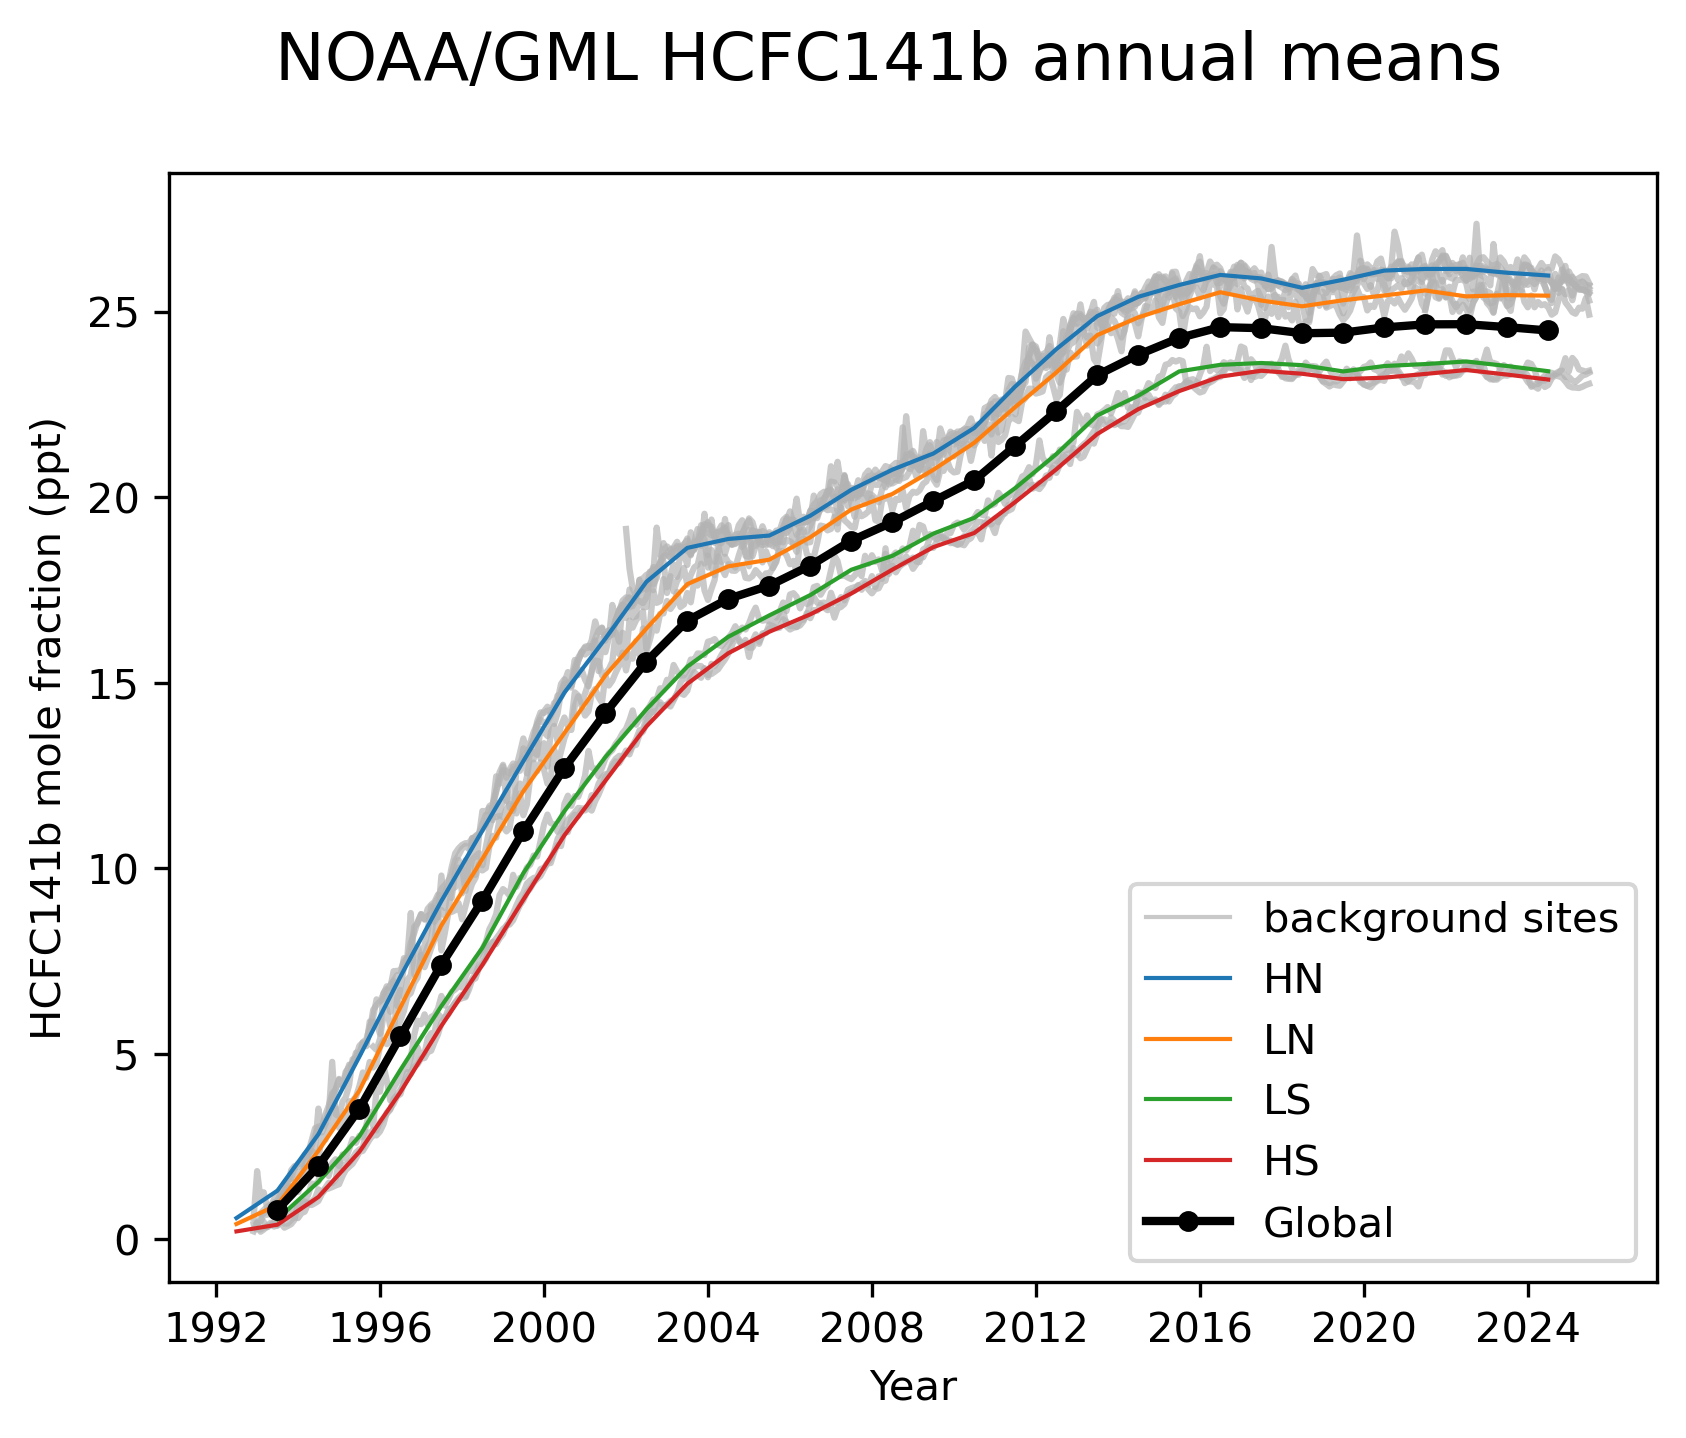 NOAA/GML HCFC141b annual means
HCFC141b mole fraction (ppt)
25
20
15
10
5
0
background sites
HN
LN
LS
HS
Global
1992 1996 2000 2004 2008 2012 2016 2020 2024
Year